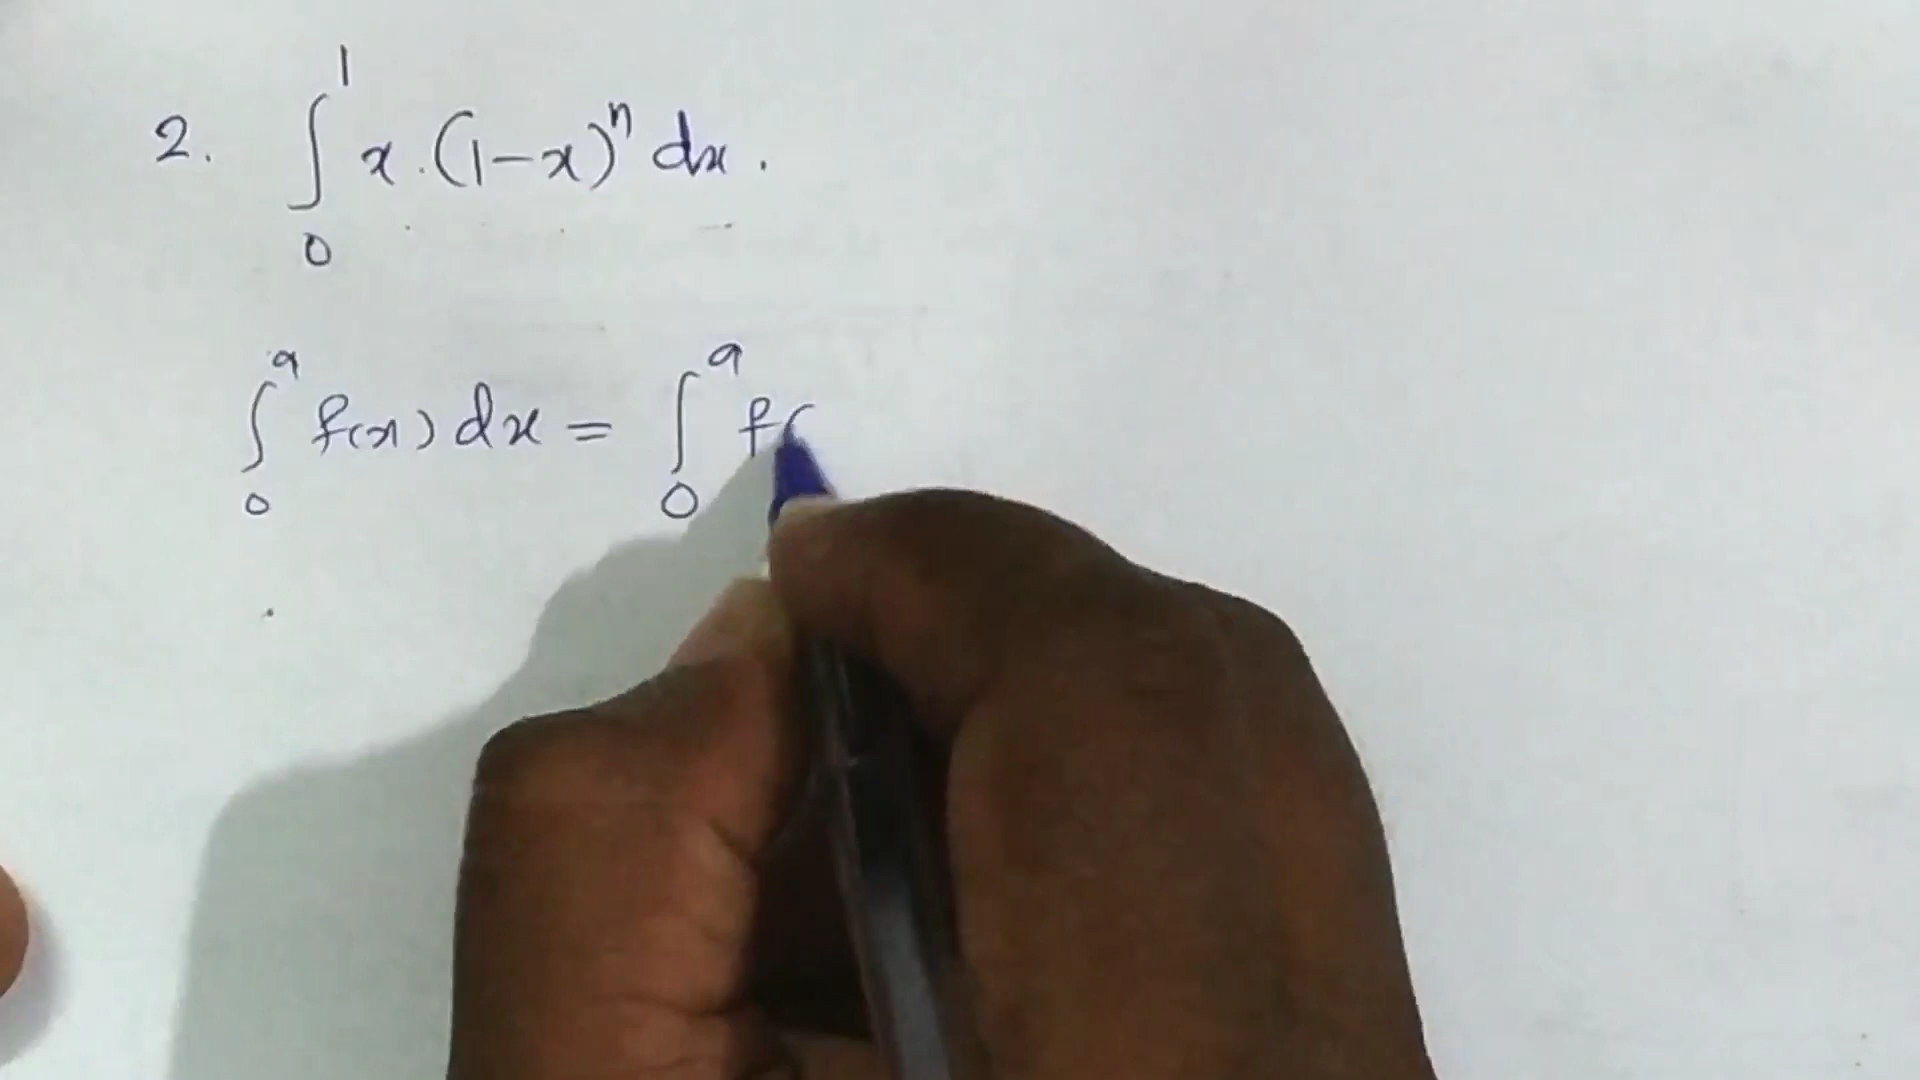 2. ∫₀¹ x.(1-x)ⁿ dx.
∫₀ᵃ f(x) dx = ∫₀ᵃ f(